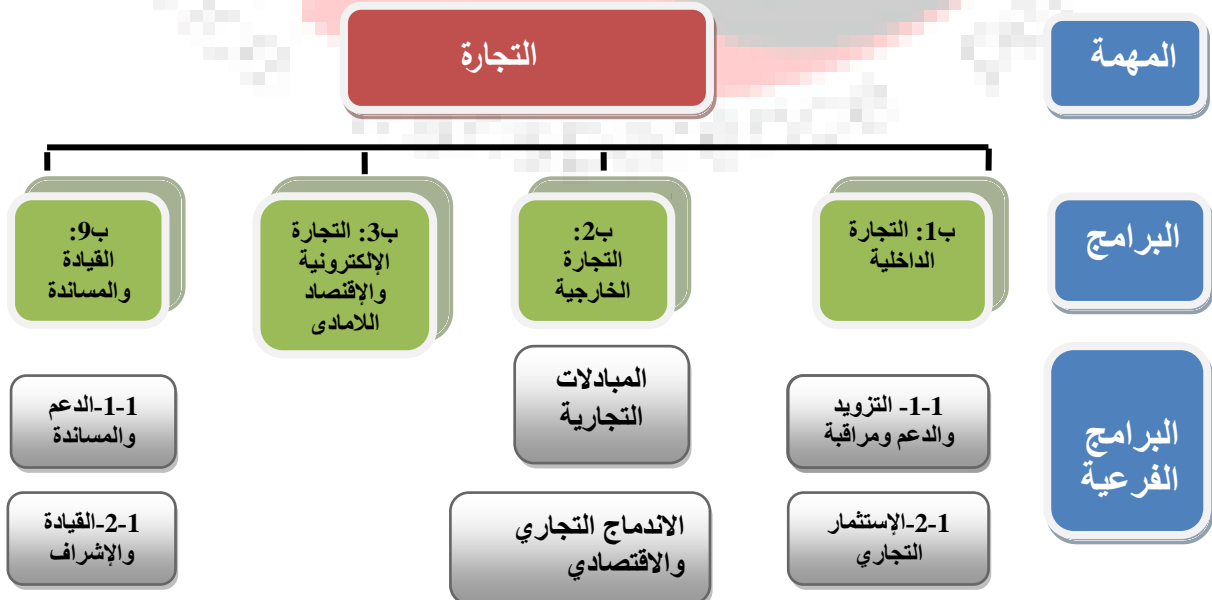 المهمة
التجارة
البرامج
ب1: التجارة
الداخلية
ب2:
التجارة
الخارجية
ب3: التجارة
الإلكترونية
والإقتصاد
اللامادى
ب9:
القيادة
والمساندة
البرامج
الفرعية
1-1- التزويد
والدعم ومراقبة
المبادلات
التجارية
1-1-الدعم
والمساندة
2-1-الإستثمار
التجاري
الاندماج التجاري
والاقتصادي
2-1-القيادة
والإشراف